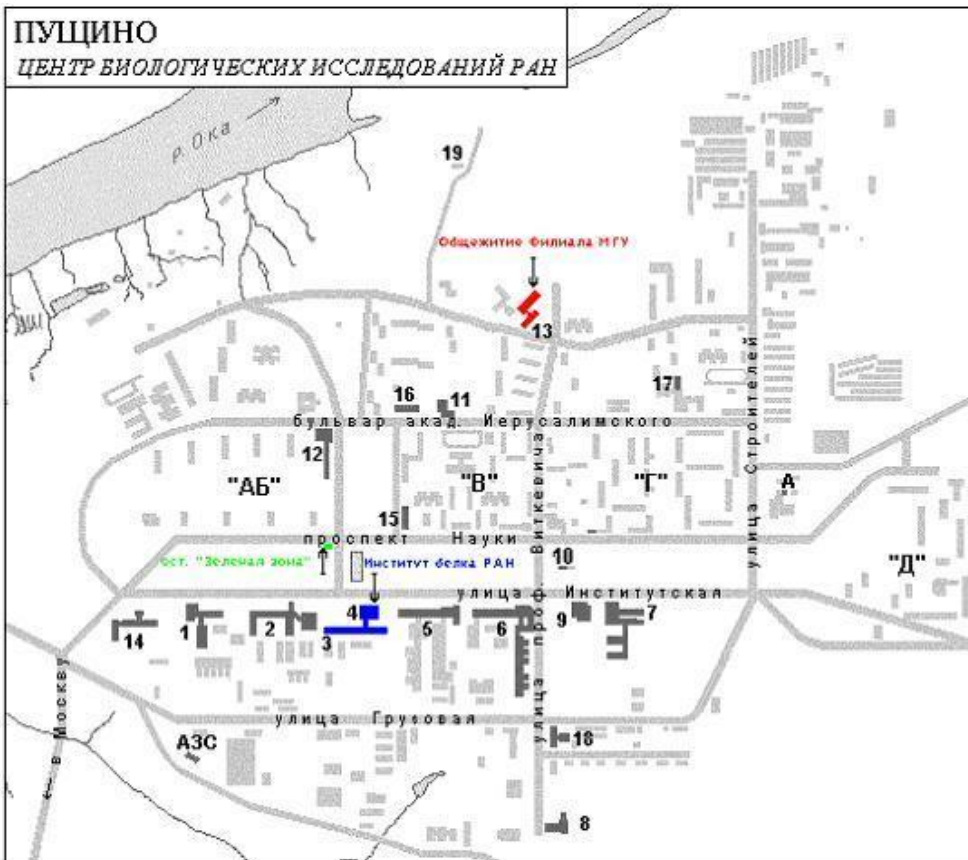 ПУЩИНО
ЦЕНТР БИОЛОГИЧЕСКИХ ИССЛЕДОВАНИЙ РАН
р. Ока
19
Общежитие Филиала МГУ
13
17
16
11
бульвар акад. Иерусалимского
12
"АБ"
"В"
"Г"
А
улица Строителей
15
проспект Науки
ост. "Зеленая зона"
Институт белка РАН
10
"Д"
улица Институтская
улица проф. Виткевича
14
1
2
3
4
5
6
9
7
← в Москву
улица Грузовая
АЗС
18
8